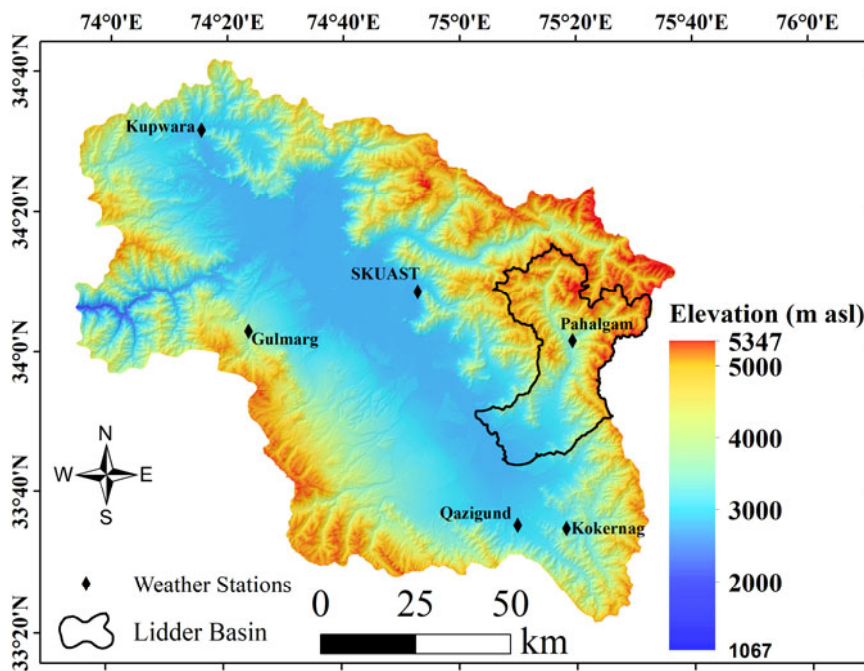 74°0'E 74°20'E 74°40'E 75°0'E 75°20'E 75°40'E 76°0'E
34°40'N
34°20'N
34°0'N
33°40'N
33°20'N
Kupwara
SKUAST
Gulmarg
Pahalgam
Qazigund
Kokernag
Elevation (m asl)
5347
5000
4000
3000
2000
1067
N
W E
S
Weather Stations
Lidder Basin
0 25 50
km